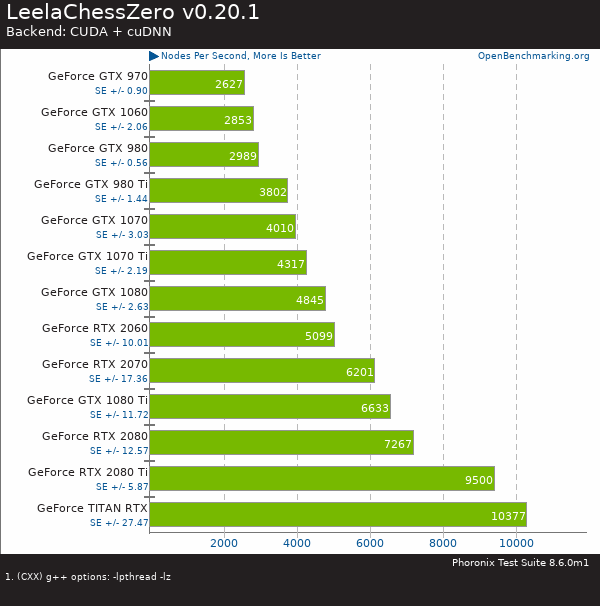 LeelaChessZero v0.20.1
Backend: CUDA + cuDNN
Nodes Per Second, More Is Better
OpenBenchmarking.org
GeForce GTX 970
SE +/- 0.90
2627
GeForce GTX 1060
SE +/- 2.06
2853
GeForce GTX 980
SE +/- 0.56
2989
GeForce GTX 980 Ti
SE +/- 1.44
3802
GeForce GTX 1070
SE +/- 3.03
4010
GeForce GTX 1070 Ti
SE +/- 2.19
4317
GeForce GTX 1080
SE +/- 2.63
4845
GeForce RTX 2060
SE +/- 10.01
5099
GeForce RTX 2070
SE +/- 17.36
6201
GeForce GTX 1080 Ti
SE +/- 11.72
6633
GeForce RTX 2080
SE +/- 12.57
7267
GeForce RTX 2080 Ti
SE +/- 5.87
9500
GeForce TITAN RTX
SE +/- 27.47
10377
2000 4000 6000 8000 10000
Phoronix Test Suite 8.6.0m1
1. (CXX) g++ options: -lpthread -lz